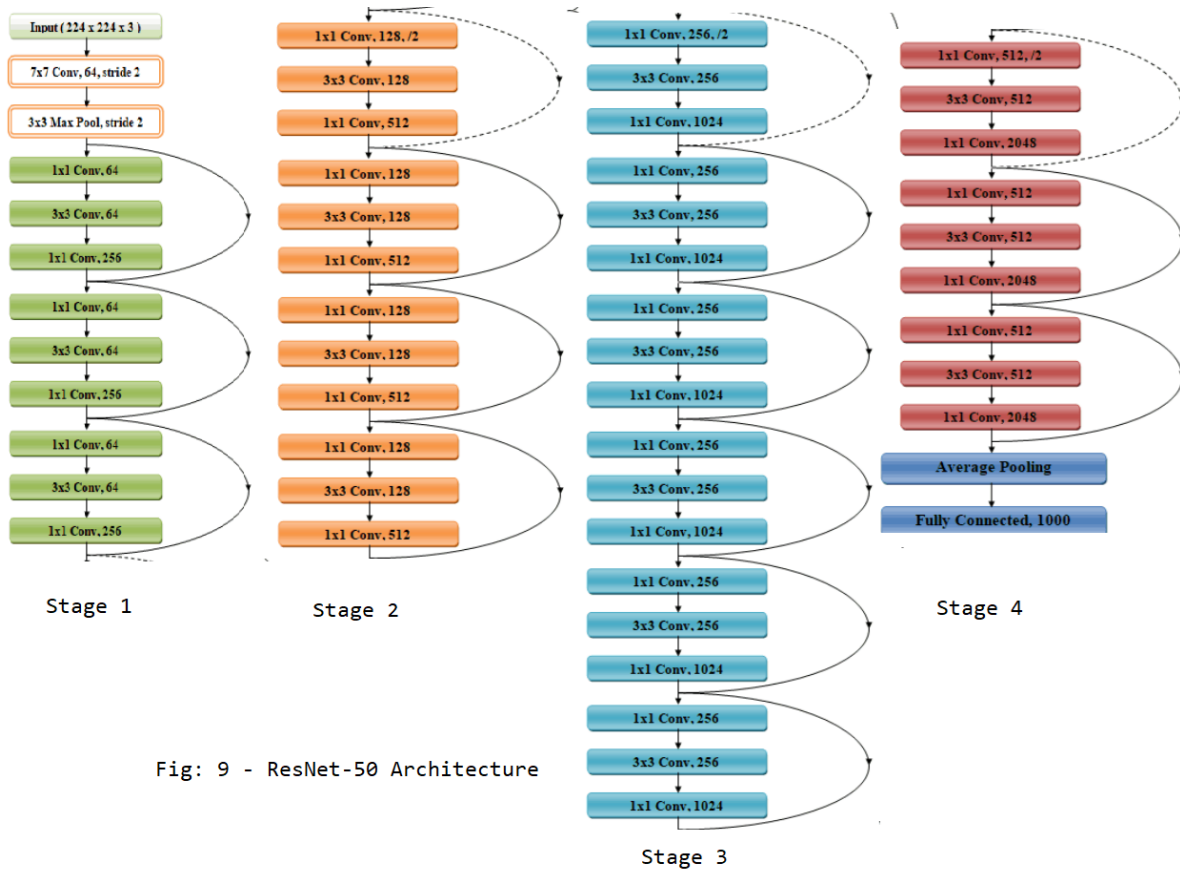 Input ( 224 x 224 x 3 )
7x7 Conv, 64, stride 2
3x3 Max Pool, stride 2
1x1 Conv, 64
3x3 Conv, 64
1x1 Conv, 256
1x1 Conv, 64
3x3 Conv, 64
1x1 Conv, 256
1x1 Conv, 64
3x3 Conv, 64
1x1 Conv, 256
Stage 1
1x1 Conv, 128, /2
3x3 Conv, 128
1x1 Conv, 512
1x1 Conv, 128
3x3 Conv, 128
1x1 Conv, 512
1x1 Conv, 128
3x3 Conv, 128
1x1 Conv, 512
1x1 Conv, 128
3x3 Conv, 128
1x1 Conv, 512
Stage 2
1x1 Conv, 256, /2
3x3 Conv, 256
1x1 Conv, 1024
1x1 Conv, 256
3x3 Conv, 256
1x1 Conv, 1024
1x1 Conv, 256
3x3 Conv, 256
1x1 Conv, 1024
1x1 Conv, 256
3x3 Conv, 256
1x1 Conv, 1024
1x1 Conv, 256
3x3 Conv, 256
1x1 Conv, 1024
1x1 Conv, 256
3x3 Conv, 256
1x1 Conv, 1024
Stage 3
1x1 Conv, 512, /2
3x3 Conv, 512
1x1 Conv, 2048
1x1 Conv, 512
3x3 Conv, 512
1x1 Conv, 2048
1x1 Conv, 512
3x3 Conv, 512
1x1 Conv, 2048
Average Pooling
Fully Connected, 1000
Stage 4
Fig: 9 - ResNet-50 Architecture